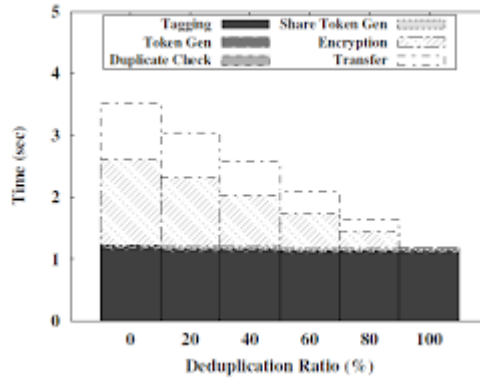 5
4
3
2
1
0
Time (sec)
Tagging
Token Gen
Duplicate Check
Share Token Gen
Encryption
Transfer
0 20 40 60 80 100
Deduplication Ratio (%)